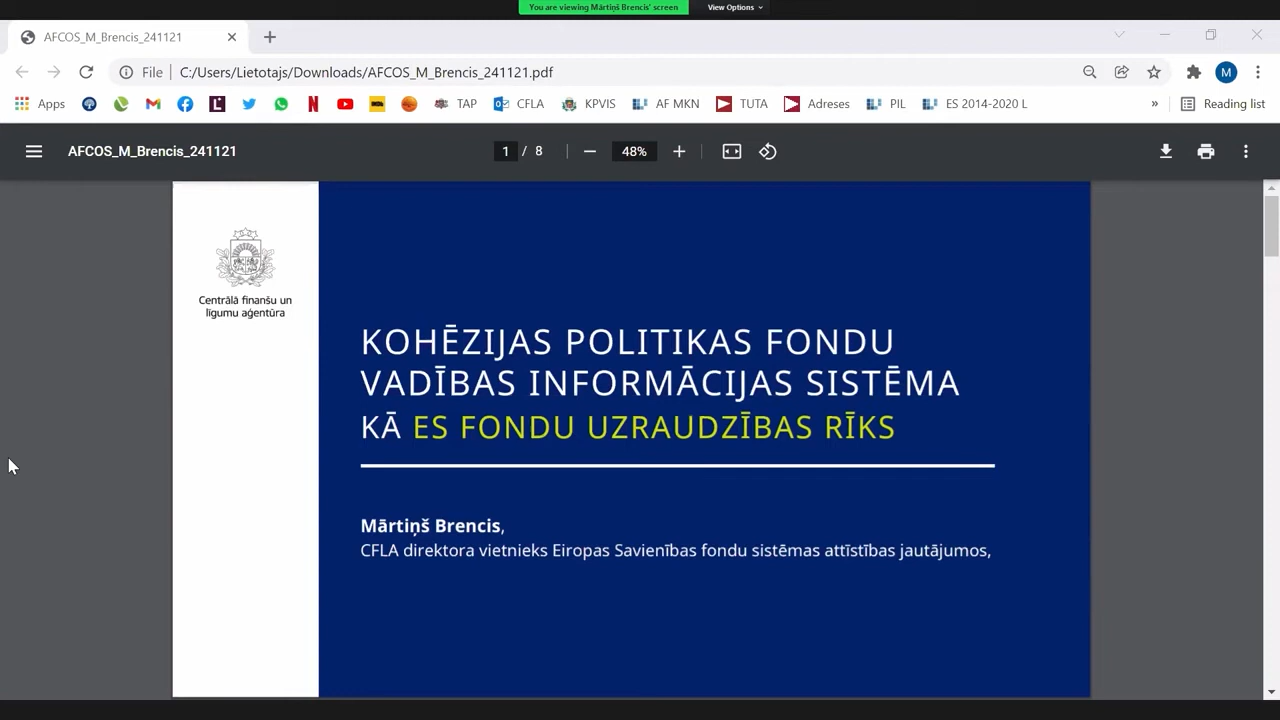 You are viewing Mārtiņš Brencis' screen View Options
AFCOS_M_Brencis_241121
File C:/Users/Lietotajs/Downloads/AFCOS_M_Brencis_241121.pdf M
Apps TAP CFLA KPVIS AF MKN TUTA Adreses PIL ES 2014-2020 L » Reading list
AFCOS_M_Brencis_241121 1 / 8 48%
Centrālā finanšu un
līgumu aģentūra
KOHĒZIJAS POLITIKAS FONDU
VADĪBAS INFORMĀCIJAS SISTĒMA
KĀ ES FONDU UZRAUDZĪBAS RĪKS
Mārtiņš Brencis,
CFLA direktora vietnieks Eiropas Savienības fondu sistēmas attīstības jautājumos,